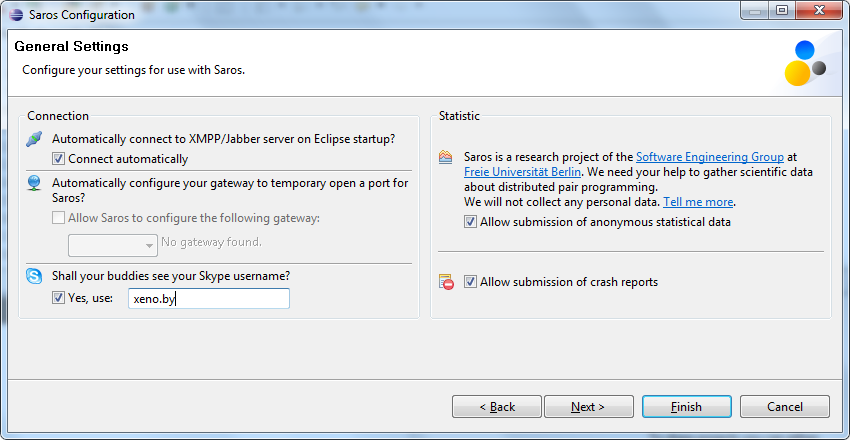 Saros Configuration
General Settings
Configure your settings for use with Saros.
Connection
Automatically connect to XMPP/Jabber server on Eclipse startup?
Connect automatically
Automatically configure your gateway to temporary open a port for
Saros?
Allow Saros to configure the following gateway:
No gateway found.
Shall your buddies see your Skype username?
Yes, use:
xeno.by
Statistic
Saros is a research project of the Software Engineering Group at
Freie Universität Berlin. We need your help to gather scientific data
about distributed pair programming.
We will not collect any personal data. Tell me more.
Allow submission of anonymous statistical data
Allow submission of crash reports
< Back
Next >
Finish
Cancel